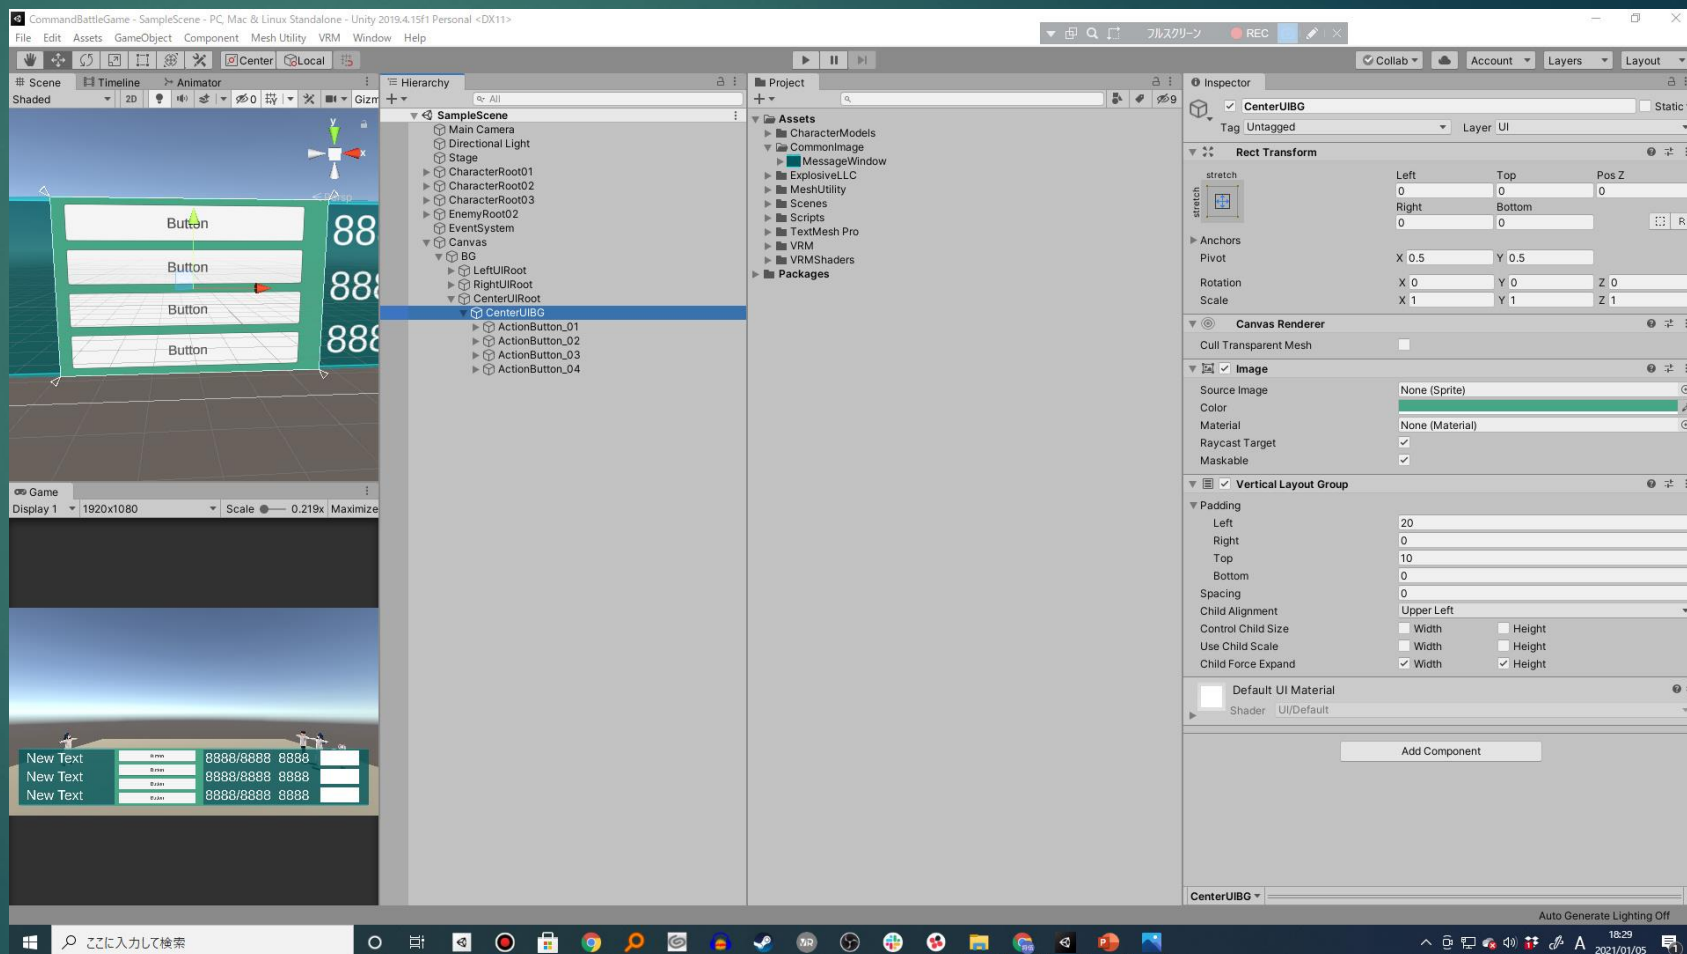 CommandBattleGame - SampleScene - PC, Mac & Linux Standalone - Unity 2019.4.15f1 Personal <DX11>
File Edit Assets GameObject Component Mesh Utility VRM Window Help
フルスクリーン REC
Center Local
Collab Account Layers Layout
Scene Timeline Animator
Shaded 2D 0 Gizm
y
x
Persp
Button
Button
Button
Button
88
888
888
Game
Display 1 1920x1080 Scale 0.219x Maximize
New Text Button 8888/8888 8888
New Text Button 8888/8888 8888
New Text Button 8888/8888 8888
Button
Hierarchy
All
SampleScene
Main Camera
Directional Light
Stage
CharacterRoot01
CharacterRoot02
CharacterRoot03
EnemyRoot02
EventSystem
Canvas
BG
LeftUIRoot
RightUIRoot
CenterUIRoot
CenterUIBG
ActionButton_01
ActionButton_02
ActionButton_03
ActionButton_04
Project
9
Assets
CharacterModels
CommonImage
MessageWindow
ExplosiveLLC
MeshUtility
Scenes
Scripts
TextMesh Pro
VRM
VRMShaders
Packages
Inspector
CenterUIBG Static
Tag Untagged Layer UI
Rect Transform
stretch Left Top Pos Z
stretch 0 0 0
Right Bottom
0 0 R
Anchors
Pivot X 0.5 Y 0.5
Rotation X 0 Y 0 Z 0
Scale X 1 Y 1 Z 1
Canvas Renderer
Cull Transparent Mesh
Image
Source Image None (Sprite)
Color
Material None (Material)
Raycast Target
Maskable
Vertical Layout Group
Padding
Left 20
Right 0
Top 10
Bottom 0
Spacing 0
Child Alignment Upper Left
Control Child Size Width Height
Use Child Scale Width Height
Child Force Expand Width Height
Default UI Material
Shader UI/Default
Add Component
CenterUIBG
Auto Generate Lighting Off
ここに入力して検索
A 18:29
2021/01/05